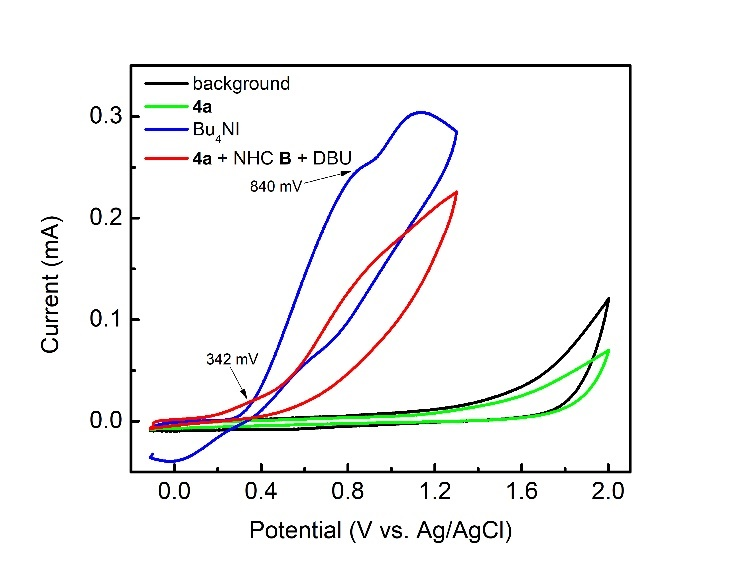 background
4a
Bu₄NI
4a + NHC B + DBU
840 mV
342 mV
0.3
0.2
0.1
0.0
Current (mA)
0.0 0.4 0.8 1.2 1.6 2.0
Potential (V vs. Ag/AgCl)